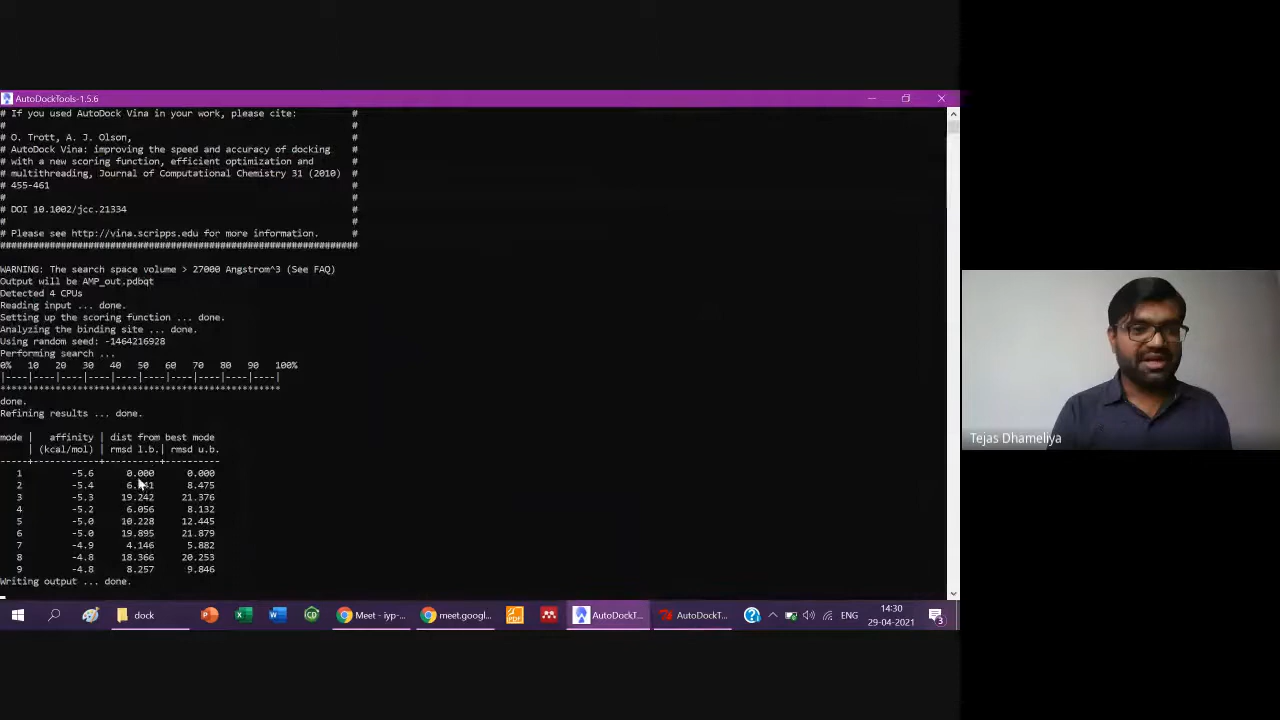 AutoDockTools-1.5.6
# If you used AutoDock Vina in your work, please cite: #
# #
# O. Trott, A. J. Olson, #
# AutoDock Vina: improving the speed and accuracy of docking #
# with a new scoring function, efficient optimization and #
# multithreading, Journal of Computational Chemistry 31 (2010) #
# 455-461 #
# #
# DOI 10.1002/jcc.21334 #
# #
# Please see http://vina.scripps.edu for more information. #
#################################################################
WARNING: The search space volume > 27000 Angstrom^3 (See FAQ)
Output will be AMP_out.pdbqt
Detected 4 CPUs
Reading input ... done.
Setting up the scoring function ... done.
Analyzing the binding site ... done.
Using random seed: -1464216928
Performing search ...
0% 10 20 30 40 50 60 70 80 90 100%
|----|----|----|----|----|----|----|----|----|----|
***************************************************
done.
Refining results ... done.
mode | affinity | dist from best mode
| (kcal/mol) | rmsd l.b.| rmsd u.b.
-----+------------+----------+----------
1 -5.6 0.000 0.000
2 -5.4 8.475
3 -5.3 19.242 21.376
4 -5.2 6.056 8.132
5 -5.0 10.228 12.445
6 -5.0 19.895 21.879
7 -4.9 4.146 5.882
8 -4.8 18.366 20.253
9 -4.8 8.257 9.846
Writing output ... done.
Tejas Dhameliya
dock
Meet - iyp-...
meet.googl...
AutoDockT...
AutoDockT...
ENG
14:30
29-04-2021
3